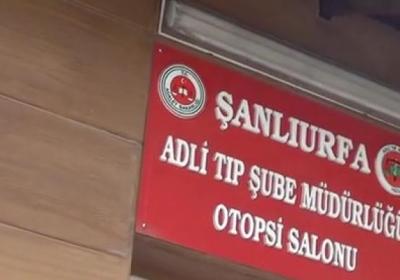 ŞANLIURFA
ADLİ TIP ŞUBE MÜDÜRLÜĞÜ
OTOPSİ SALONU